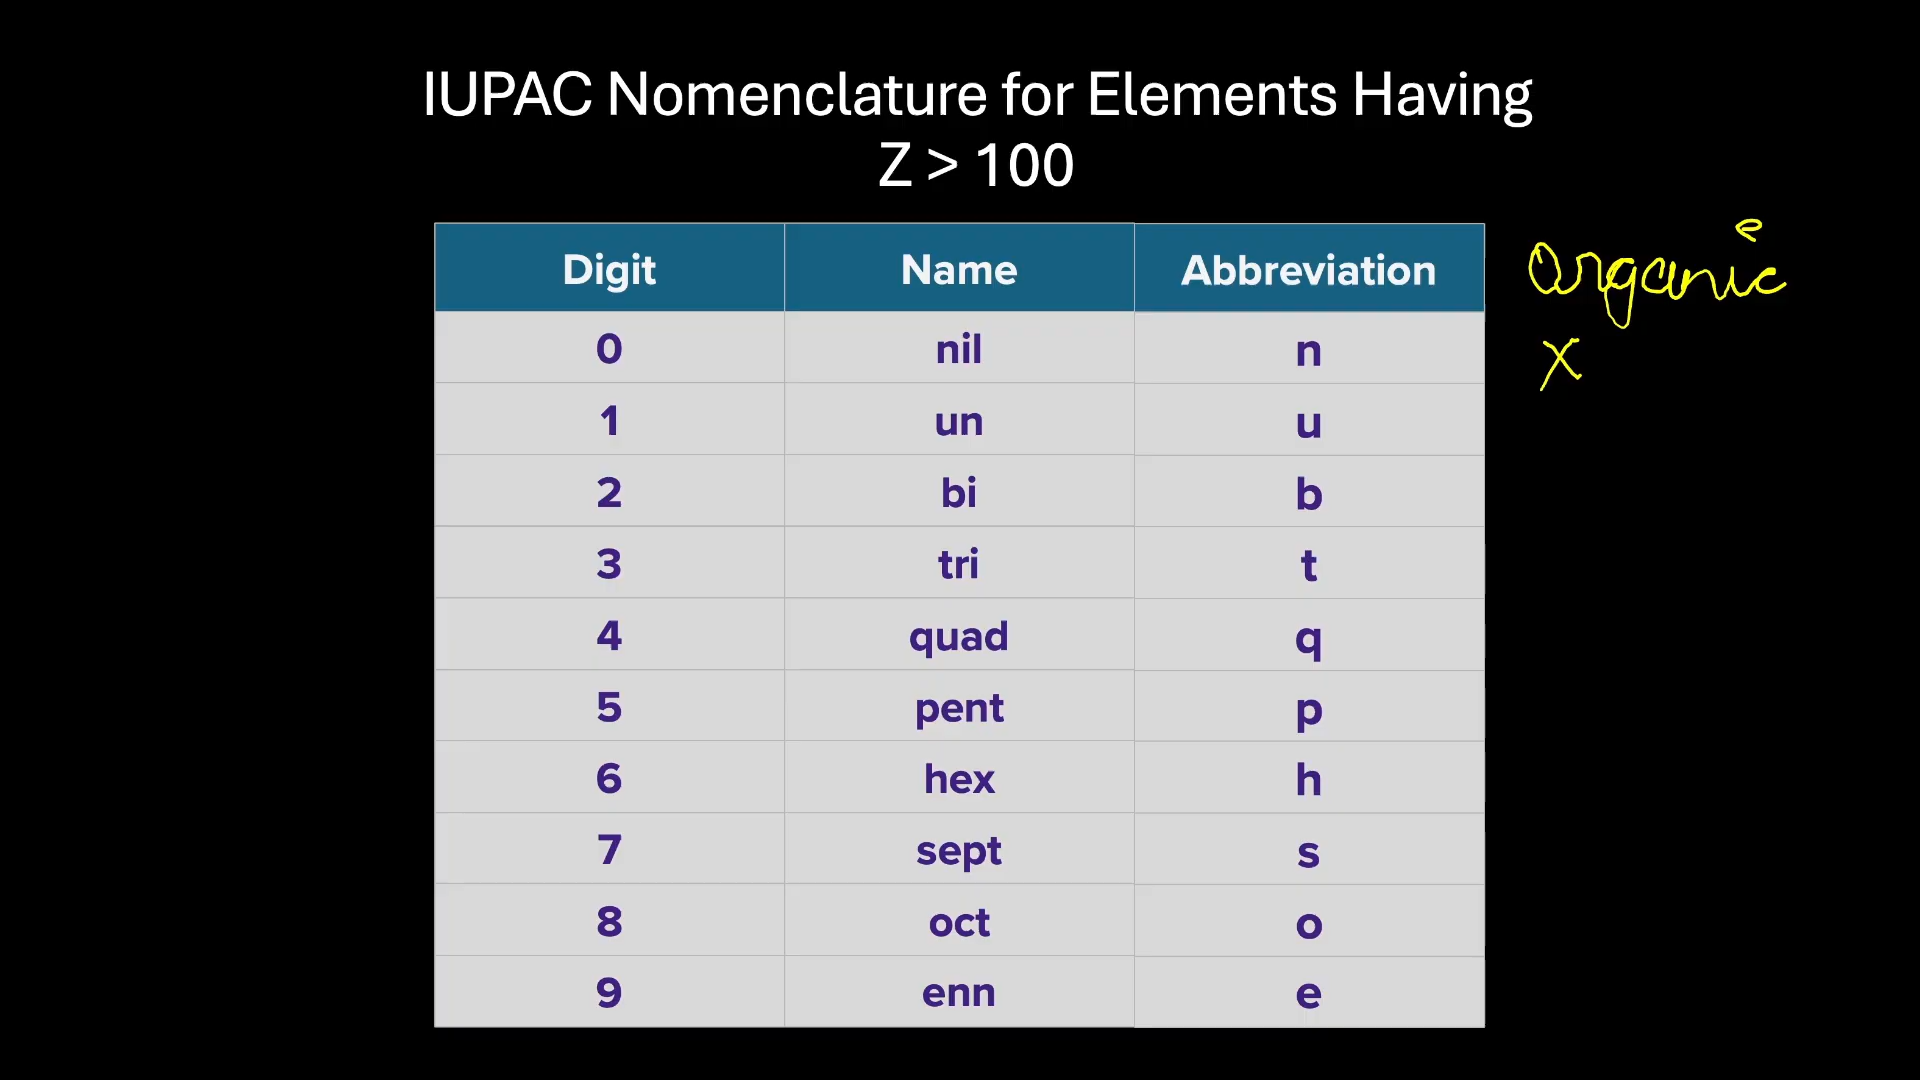 IUPAC Nomenclature for Elements Having
Z > 100
Digit Name Abbreviation
0 nil n
1 un u
2 bi b
3 tri t
4 quad q
5 pent p
6 hex h
7 sept s
8 oct o
9 enn e
e
organic
x